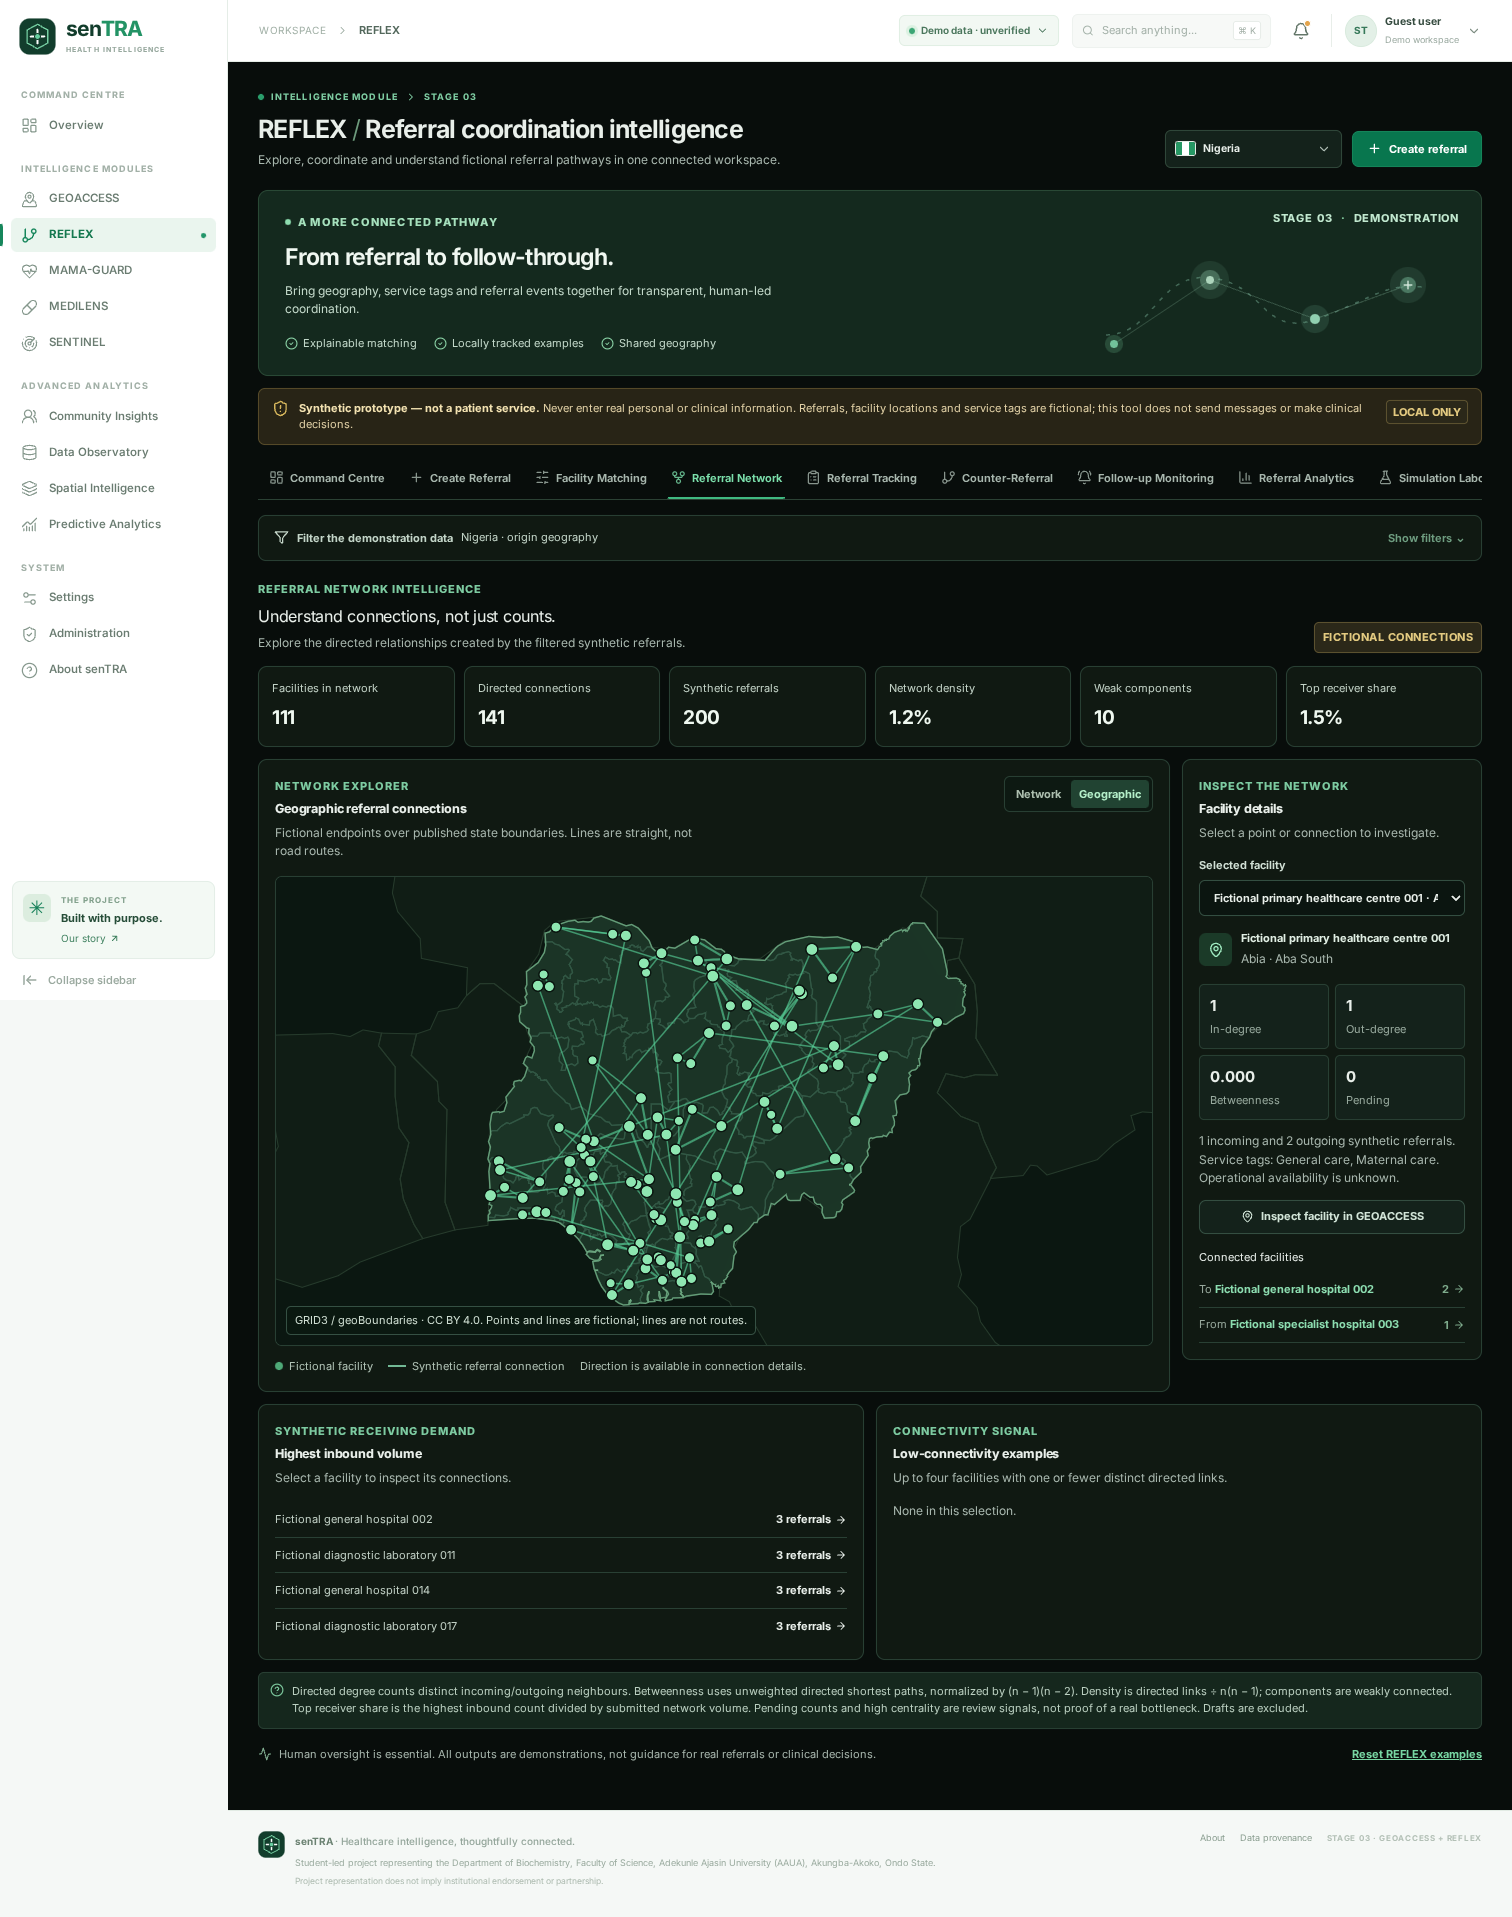 senTRA
HEALTH INTELLIGENCE
COMMAND CENTRE
Overview
INTELLIGENCE MODULES
GEOACCESS
REFLEX
MAMA-GUARD
MEDILENS
SENTINEL
ADVANCED ANALYTICS
Community Insights
Data Observatory
Spatial Intelligence
Predictive Analytics
SYSTEM
Settings
Administration
About senTRA
THE PROJECT
Built with purpose.
Our story ↗
Collapse sidebar
WORKSPACE > REFLEX
Demo data · unverified
Search anything... ⌘ K
ST
Guest user
Demo workspace
INTELLIGENCE MODULE > STAGE 03
REFLEX / Referral coordination intelligence
Explore, coordinate and understand fictional referral pathways in one connected workspace.
Nigeria
+ Create referral
A MORE CONNECTED PATHWAY
STAGE 03 · DEMONSTRATION
From referral to follow-through.
Bring geography, service tags and referral events together for transparent, human-led
coordination.
Explainable matching
Locally tracked examples
Shared geography
Synthetic prototype — not a patient service. Never enter real personal or clinical information. Referrals, facility locations and service tags are fictional; this tool does not send messages or make clinical
decisions.
LOCAL ONLY
Command Centre
Create Referral
Facility Matching
Referral Network
Referral Tracking
Counter-Referral
Follow-up Monitoring
Referral Analytics
Simulation Labo
Filter the demonstration data Nigeria · origin geography
Show filters ⌄
REFERRAL NETWORK INTELLIGENCE
Understand connections, not just counts.
Explore the directed relationships created by the filtered synthetic referrals.
FICTIONAL CONNECTIONS
Facilities in network
111
Directed connections
141
Synthetic referrals
200
Network density
1.2%
Weak components
10
Top receiver share
1.5%
NETWORK EXPLORER
Geographic referral connections
Fictional endpoints over published state boundaries. Lines are straight, not
road routes.
Network
Geographic
GRID3 / geoBoundaries · CC BY 4.0. Points and lines are fictional; lines are not routes.
Fictional facility
Synthetic referral connection
Direction is available in connection details.
INSPECT THE NETWORK
Facility details
Select a point or connection to investigate.
Selected facility
Fictional primary healthcare centre 001 · A
Fictional primary healthcare centre 001
Abia · Aba South
1
In-degree
1
Out-degree
0.000
Betweenness
0
Pending
1 incoming and 2 outgoing synthetic referrals.
Service tags: General care, Maternal care.
Operational availability is unknown.
Inspect facility in GEOACCESS
Connected facilities
To Fictional general hospital 002 2 →
From Fictional specialist hospital 003 1 →
SYNTHETIC RECEIVING DEMAND
Highest inbound volume
Select a facility to inspect its connections.
Fictional general hospital 002 3 referrals →
Fictional diagnostic laboratory 011 3 referrals →
Fictional general hospital 014 3 referrals →
Fictional diagnostic laboratory 017 3 referrals →
CONNECTIVITY SIGNAL
Low-connectivity examples
Up to four facilities with one or fewer distinct directed links.
None in this selection.
Directed degree counts distinct incoming/outgoing neighbours. Betweenness uses unweighted directed shortest paths, normalized by (n − 1)(n − 2). Density is directed links ÷ n(n − 1); components are weakly connected.
Top receiver share is the highest inbound count divided by submitted network volume. Pending counts and high centrality are review signals, not proof of a real bottleneck. Drafts are excluded.
Human oversight is essential. All outputs are demonstrations, not guidance for real referrals or clinical decisions.
Reset REFLEX examples
senTRA · Healthcare intelligence, thoughtfully connected.
Student-led project representing the Department of Biochemistry, Faculty of Science, Adekunle Ajasin University (AAUA), Akungba-Akoko, Ondo State.
Project representation does not imply institutional endorsement or partnership.
About
Data provenance
STAGE 03 · GEOACCESS + REFLEX